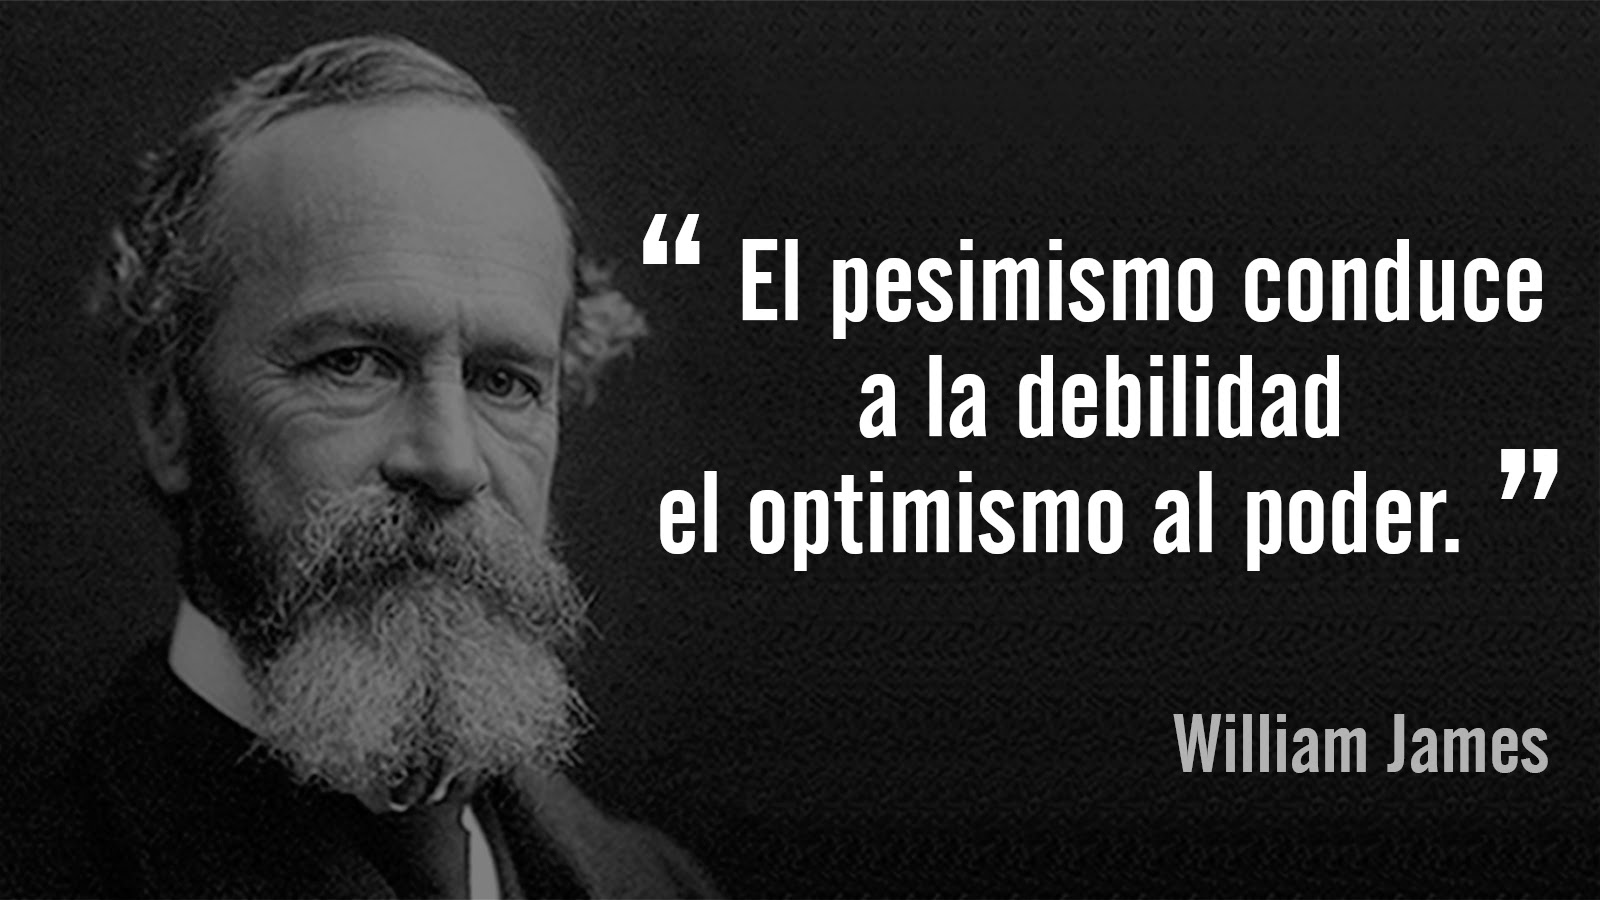 “ El pesimismo conduce
a la debilidad
el optimismo al poder. ”
William James